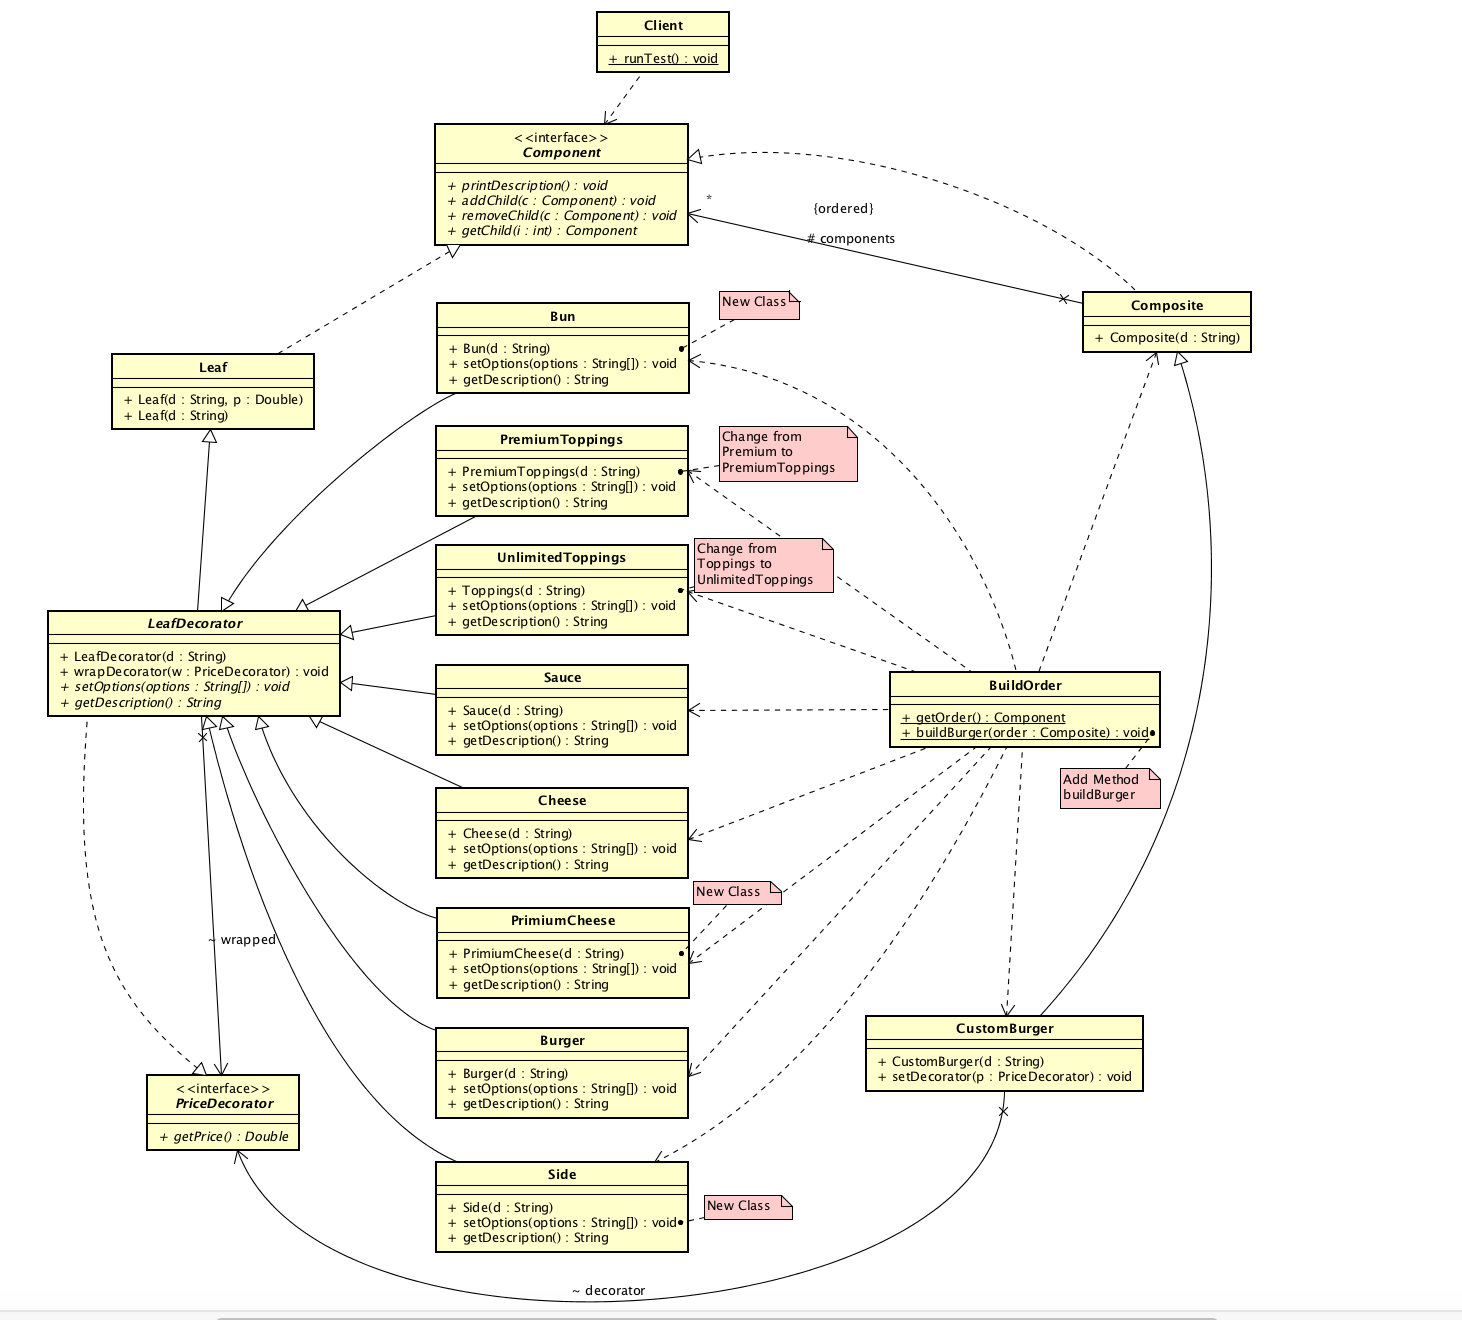 Client
+ runTest() : void
<<interface>>
Component
+ printDescription() : void
+ addChild(c : Component) : void
+ removeChild(c : Component) : void
+ getChild(i : int) : Component
*
{ordered}
# components
Composite
+ Composite(d : String)
New Class
Bun
+ Bun(d : String)
+ setOptions(options : String[]) : void
+ getDescription() : String
Leaf
+ Leaf(d : String, p : Double)
+ Leaf(d : String)
PremiumToppings
+ PremiumToppings(d : String)
+ setOptions(options : String[]) : void
+ getDescription() : String
Change from
Premium to
PremiumToppings
UnlimitedToppings
+ Toppings(d : String)
+ setOptions(options : String[]) : void
+ getDescription() : String
Change from
Toppings to
UnlimitedToppings
LeafDecorator
+ LeafDecorator(d : String)
+ wrapDecorator(w : PriceDecorator) : void
+ setOptions(options : String[]) : void
+ getDescription() : String
Sauce
+ Sauce(d : String)
+ setOptions(options : String[]) : void
+ getDescription() : String
BuildOrder
+ getOrder() : Component
+ buildBurger(order : Composite) : void
Add Method
buildBurger
Cheese
+ Cheese(d : String)
+ setOptions(options : String[]) : void
+ getDescription() : String
New Class
PrimiumCheese
+ PrimiumCheese(d : String)
+ setOptions(options : String[]) : void
+ getDescription() : String
~ wrapped
Burger
+ Burger(d : String)
+ setOptions(options : String[]) : void
+ getDescription() : String
CustomBurger
+ CustomBurger(d : String)
+ setDecorator(p : PriceDecorator) : void
<<interface>>
PriceDecorator
+ getPrice() : Double
Side
+ Side(d : String)
+ setOptions(options : String[]) : void
+ getDescription() : String
New Class
~ decorator